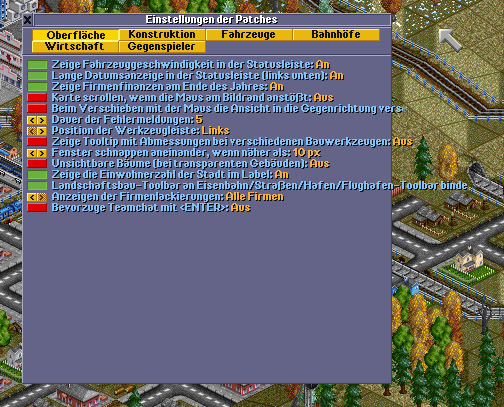 Einstellungen der Patches
Oberfläche Konstruktion Fahrzeuge Bahnhöfe
Wirtschaft Gegenspieler
Zeige Fahrzeuggeschwindigkeit in der Statusleiste: An
Lange Datumsanzeige in der Statusleiste (links unten): An
Zeige Firmenfinanzen am Ende des Jahres: An
Karte scrollen, wenn die Maus am Bildrand anstößt: Aus
Beim Verschieben mit der Maus die Ansicht in die Gegenrichtung vers
Dauer der Fehlermeldungen: 5
Position der Werkzeugleiste: Links
Zeige Tooltip mit Abmessungen bei verschiedenen Bauwerkzeugen: Aus
Fenster schnappen aneinander, wenn näher als: 10 px
Unsichtbare Bäume (bei transparenten Gebäuden): Aus
Zeige die Einwohnerzahl der Stadt im Label: An
Landschaftsbau-Toolbar an Eisenbahn/Straßen/Hafen/Flughafen-Toolbar binde
Anzeigen der Firmenlackierungen: Alle Firmen
Bevorzuge Teamchat mit <ENTER>: Aus